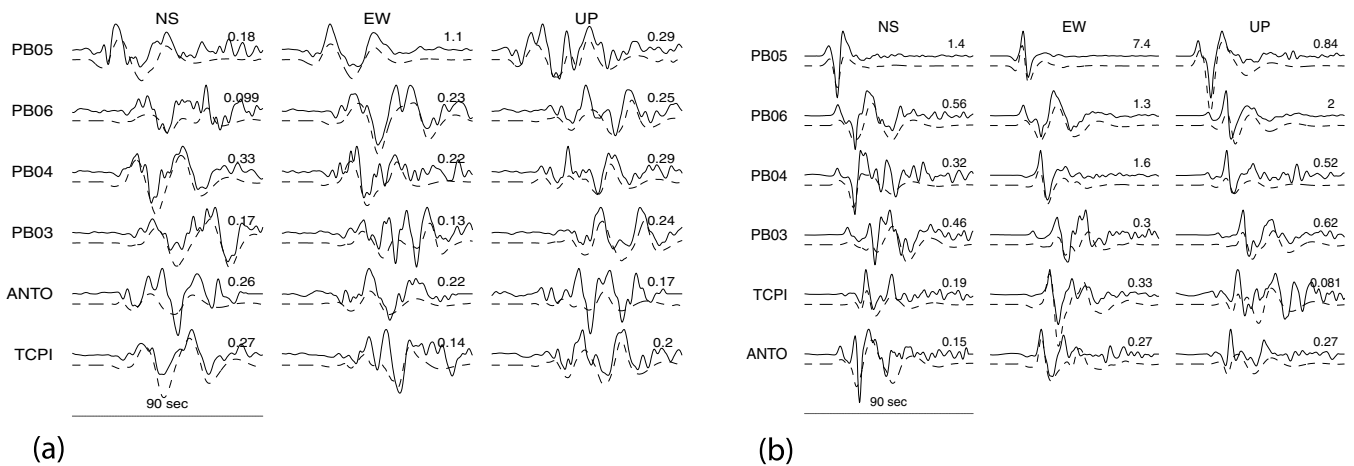 NS EW UP
PB05 0.18 1.1 0.29
PB06 0.099 0.23 0.25
PB04 0.33 0.22 0.29
PB03 0.17 0.13 0.24
ANTO 0.26 0.22 0.17
TCPI 0.27 0.14 0.2
90 sec
(a)
NS EW UP
PB05 1.4 7.4 0.84
PB06 0.56 1.3 2
PB04 0.32 1.6 0.52
PB03 0.46 0.3 0.62
TCPI 0.19 0.33 0.081
ANTO 0.15 0.27 0.27
90 sec
(b)